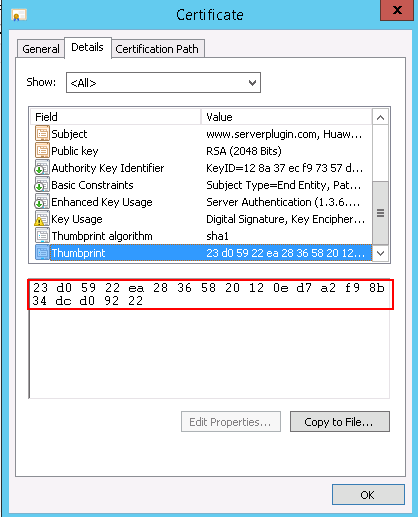 Certificate
General Details Certification Path
Show: <All>
Field Value
Subject www.serverplugin.com, Huaw...
Public key RSA (2048 Bits)
Authority Key Identifier KeyID=12 8a 37 ec f9 73 57 d...
Basic Constraints Subject Type=End Entity, Pat...
Enhanced Key Usage Server Authentication (1.3.6....
Key Usage Digital Signature, Key Encipher...
Thumbprint algorithm sha1
Thumbprint 23 d0 59 22 ea 28 36 58 20 12...
23 d0 59 22 ea 28 36 58 20 12 0e d7 a2 f9 8b
34 dc d0 92 22
Edit Properties... Copy to File...
OK